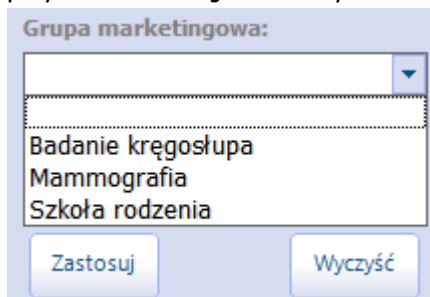 Grupa marketingowa:
Badanie kręgosłupa
Mammografia
Szkoła rodzenia
Zastosuj Wyczyść